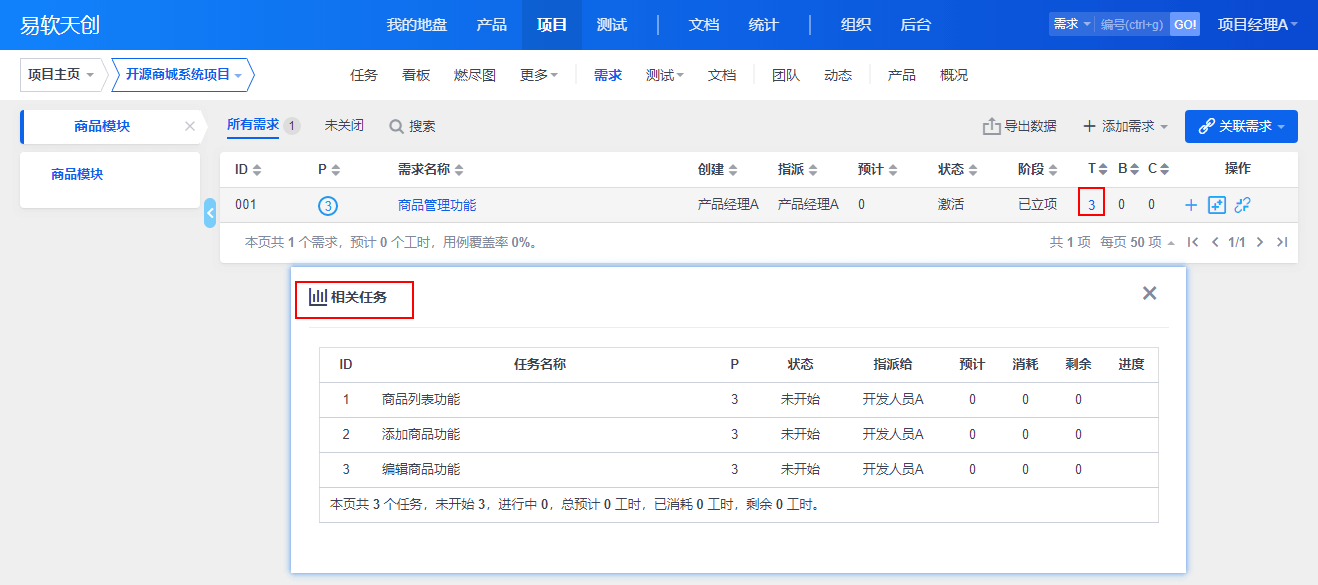 易软天创 我的地盘 产品 项目 测试 文档 统计 组织 后台 需求 编号(ctrl+g) GO! 项目经理A
项目主页 开源商城系统项目 任务 看板 燃尽图 更多 需求 测试 文档 团队 动态 产品 概况
商品模块 所有需求 1 未关闭 搜索 导出数据 添加需求 关联需求
商品模块
ID P 需求名称 创建 指派 预计 状态 阶段 T B C 操作
001 3 商品管理功能 产品经理A 产品经理A 0 激活 已立项 3 0 0
本页共 1 个需求，预计 0 个工时，用例覆盖率 0%。 共 1 项 每页 50 项 1/1
相关任务
ID 任务名称 P 状态 指派给 预计 消耗 剩余 进度
1 商品列表功能 3 未开始 开发人员A 0 0 0
2 添加商品功能 3 未开始 开发人员A 0 0 0
3 编辑商品功能 3 未开始 开发人员A 0 0 0
本页共 3 个任务，未开始 3，进行中 0，总预计 0 工时，已消耗 0 工时，剩余 0 工时。